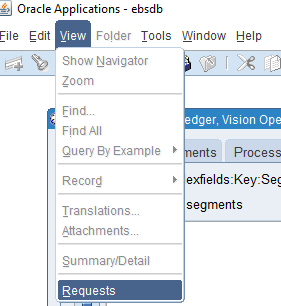 Oracle Applications - ebsdb
File Edit View Folder Tools Window Help
Show Navigator
Zoom
Find...
Find All
Query By Example
Record
Translations...
Attachments...
Summary/Detail
Requests
edger, Vision Ope
ments Process
exfields:Key:Seg
segments